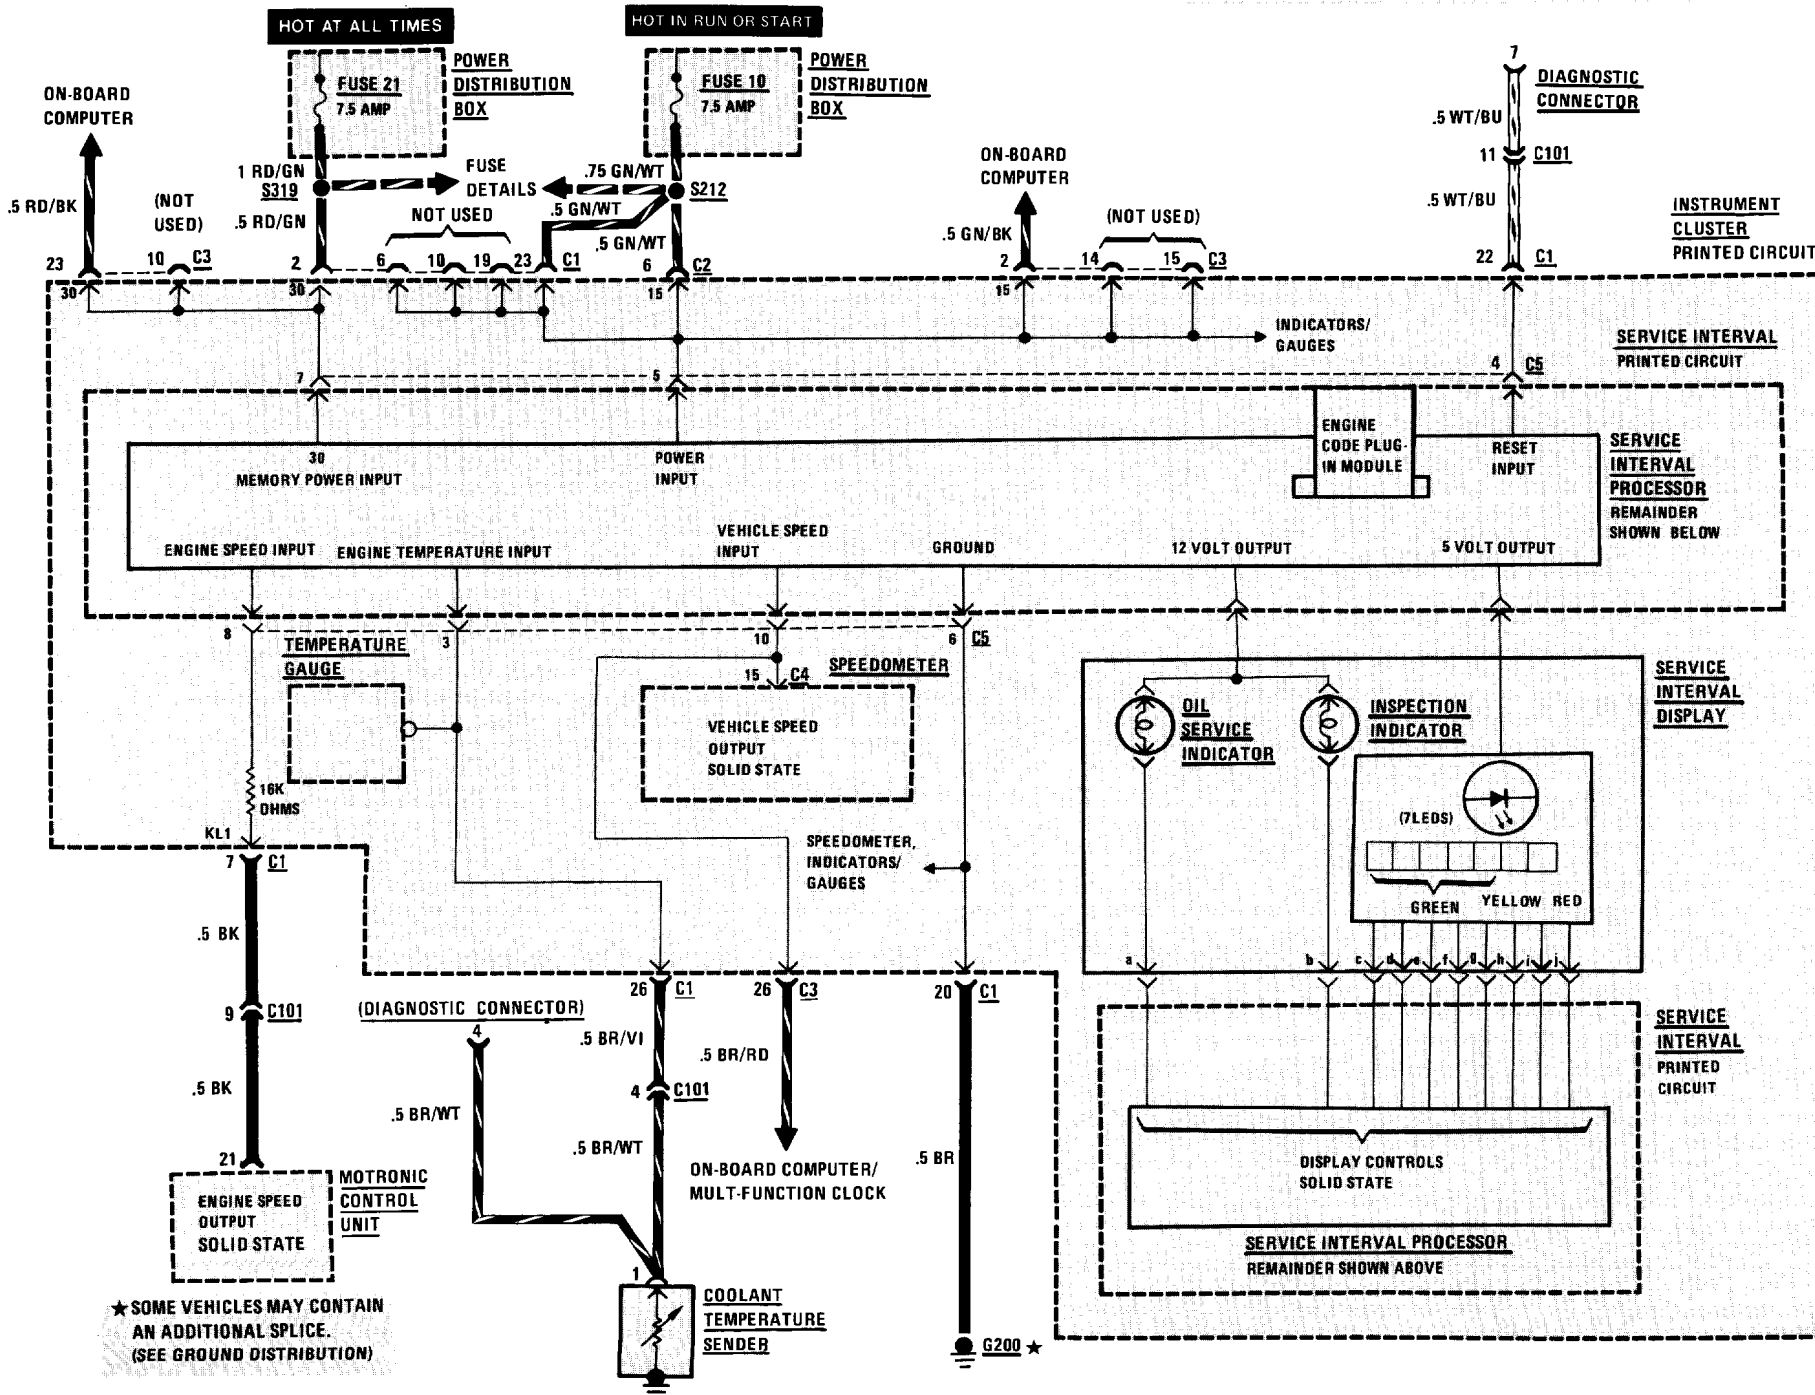 HOT AT ALL TIMES
HOT IN RUN OR START
FUSE 21
7.5 AMP
POWER
DISTRIBUTION
BOX
FUSE 10
7.5 AMP
POWER
DISTRIBUTION
BOX
7
DIAGNOSTIC
CONNECTOR
.5 WT/BU
11
C101
.5 WT/BU
ON-BOARD
COMPUTER
.5 RD/BK
(NOT
USED)
1 RD/GN
S319
.5 RD/GN
FUSE
DETAILS
NOT USED
.75 GN/WT
S212
.5 GN/WT
.5 GN/WT
ON-BOARD
COMPUTER
.5 GN/BK
(NOT USED)
INSTRUMENT
CLUSTER
PRINTED CIRCUIT
23
10
C3
2
6
10
19
23
C1
6
C2
2
14
15
C3
22
C1
30
30
15
15
INDICATORS/
GAUGES
SERVICE INTERVAL
PRINTED CIRCUIT
7
5
4
C5
30
MEMORY POWER INPUT
POWER
INPUT
ENGINE
CODE PLUG-
IN MODULE
RESET
INPUT
SERVICE
INTERVAL
PROCESSOR
REMAINDER
SHOWN BELOW
ENGINE SPEED INPUT
ENGINE TEMPERATURE INPUT
VEHICLE SPEED
INPUT
GROUND
12 VOLT OUTPUT
5 VOLT OUTPUT
8
3
10
6
C5
TEMPERATURE
GAUGE
15
C4
SPEEDOMETER
VEHICLE SPEED
OUTPUT
SOLID STATE
16K
OHMS
KL1
7
C1
SPEEDOMETER,
INDICATORS/
GAUGES
OIL
SERVICE
INDICATOR
INSPECTION
INDICATOR
SERVICE
INTERVAL
DISPLAY
(7LEDS)
GREEN
YELLOW
RED
a
b
c
d
e
f
g
h
i
j
.5 BK
9
C101
.5 BK
21
ENGINE SPEED
OUTPUT
SOLID STATE
MOTRONIC
CONTROL
UNIT
(DIAGNOSTIC CONNECTOR)
4
.5 BR/WT
26
C1
.5 BR/VI
4
C101
.5 BR/WT
26
C3
.5 BR/RD
ON-BOARD COMPUTER/
MULT-FUNCTION CLOCK
20
C1
.5 BR
G200 ★
1
COOLANT
TEMPERATURE
SENDER
SERVICE
INTERVAL
PRINTED
CIRCUIT
DISPLAY CONTROLS
SOLID STATE
SERVICE INTERVAL PROCESSOR
REMAINDER SHOWN ABOVE
★SOME VEHICLES MAY CONTAIN
AN ADDITIONAL SPLICE.
(SEE GROUND DISTRIBUTION)